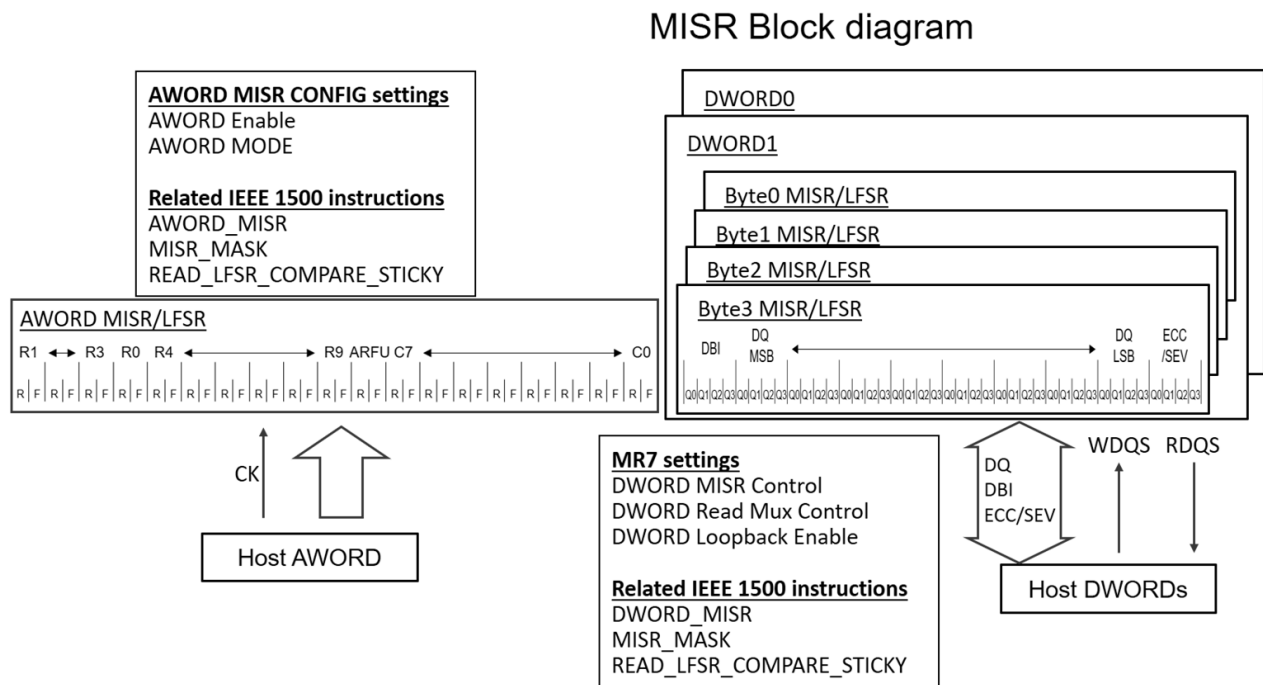 MISR Block diagram
AWORD MISR CONFIG settings
AWORD Enable
AWORD MODE
Related IEEE 1500 instructions
AWORD_MISR
MISR_MASK
READ_LFSR_COMPARE_STICKY
AWORD MISR/LFSR
R1 R3 R0 R4 R9 ARFU C7 C0
R F R F R F R F R F R F R F R F R F R F R F R F R F R F R F R F R F R F R F
CK
Host AWORD
DWORD0
DWORD1
Byte0 MISR/LFSR
Byte1 MISR/LFSR
Byte2 MISR/LFSR
Byte3 MISR/LFSR
DBI
DQ
MSB
DQ
LSB
ECC
/SEV
Q0 Q1 Q2 Q3 Q0 Q1 Q2 Q3 Q0 Q1 Q2 Q3 Q0 Q1 Q2 Q3 Q0 Q1 Q2 Q3 Q0 Q1 Q2 Q3 Q0 Q1 Q2 Q3 Q0 Q1 Q2 Q3 Q0 Q1 Q2 Q3 Q0 Q1 Q2 Q3
MR7 settings
DWORD MISR Control
DWORD Read Mux Control
DWORD Loopback Enable
Related IEEE 1500 instructions
DWORD_MISR
MISR_MASK
READ_LFSR_COMPARE_STICKY
DQ
DBI
ECC/SEV
WDQS RDQS
Host DWORDs